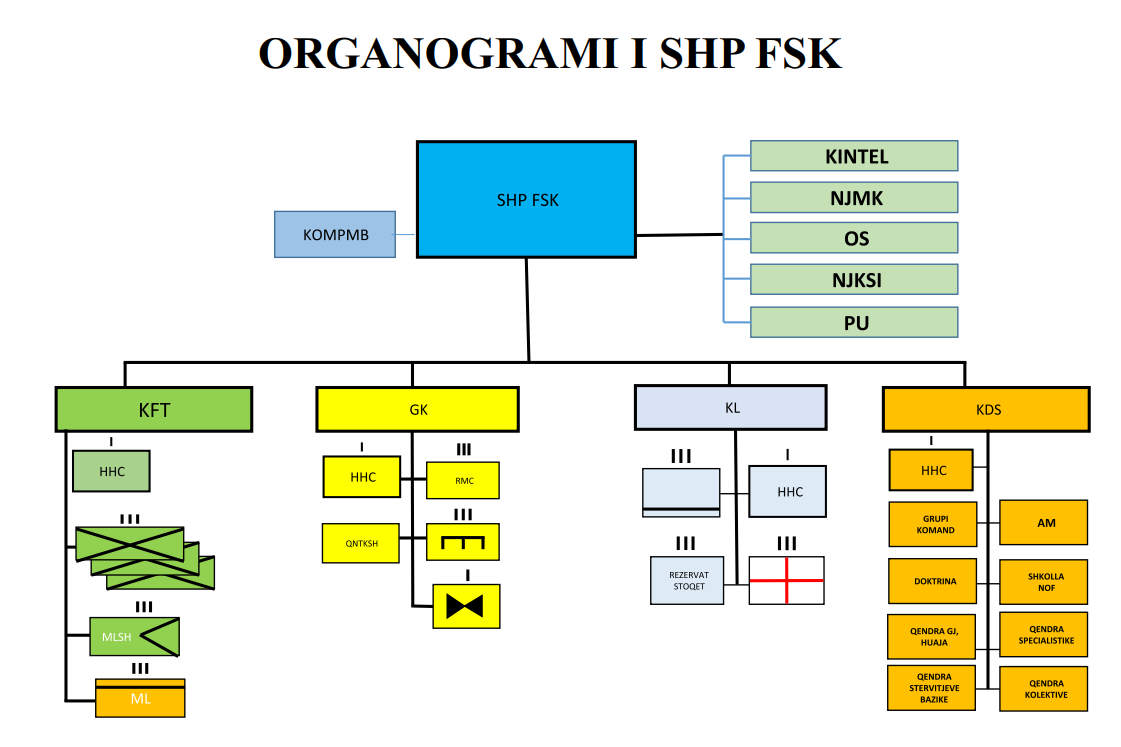 ORGANOGRAMI I SHP FSK
SHP FSK
KOMPMB
KINTEL
NJMK
OS
NJKSI
PU
KFT
GK
KL
KDS
I
HHC
III
III
MLSH
III
ML
I
HHC
III
RMC
QNTKSH
III
I
III
I
HHC
III
REZERVAT
STOQET
III
I
HHC
GRUPI
KOMAND
AM
DOKTRINA
SHKOLLA
NOF
QENDRA GJ,
HUAJA
QENDRA
SPECIALISTIKE
QENDRA
STERVITJEVE
BAZIKE
QENDRA
KOLEKTIVE